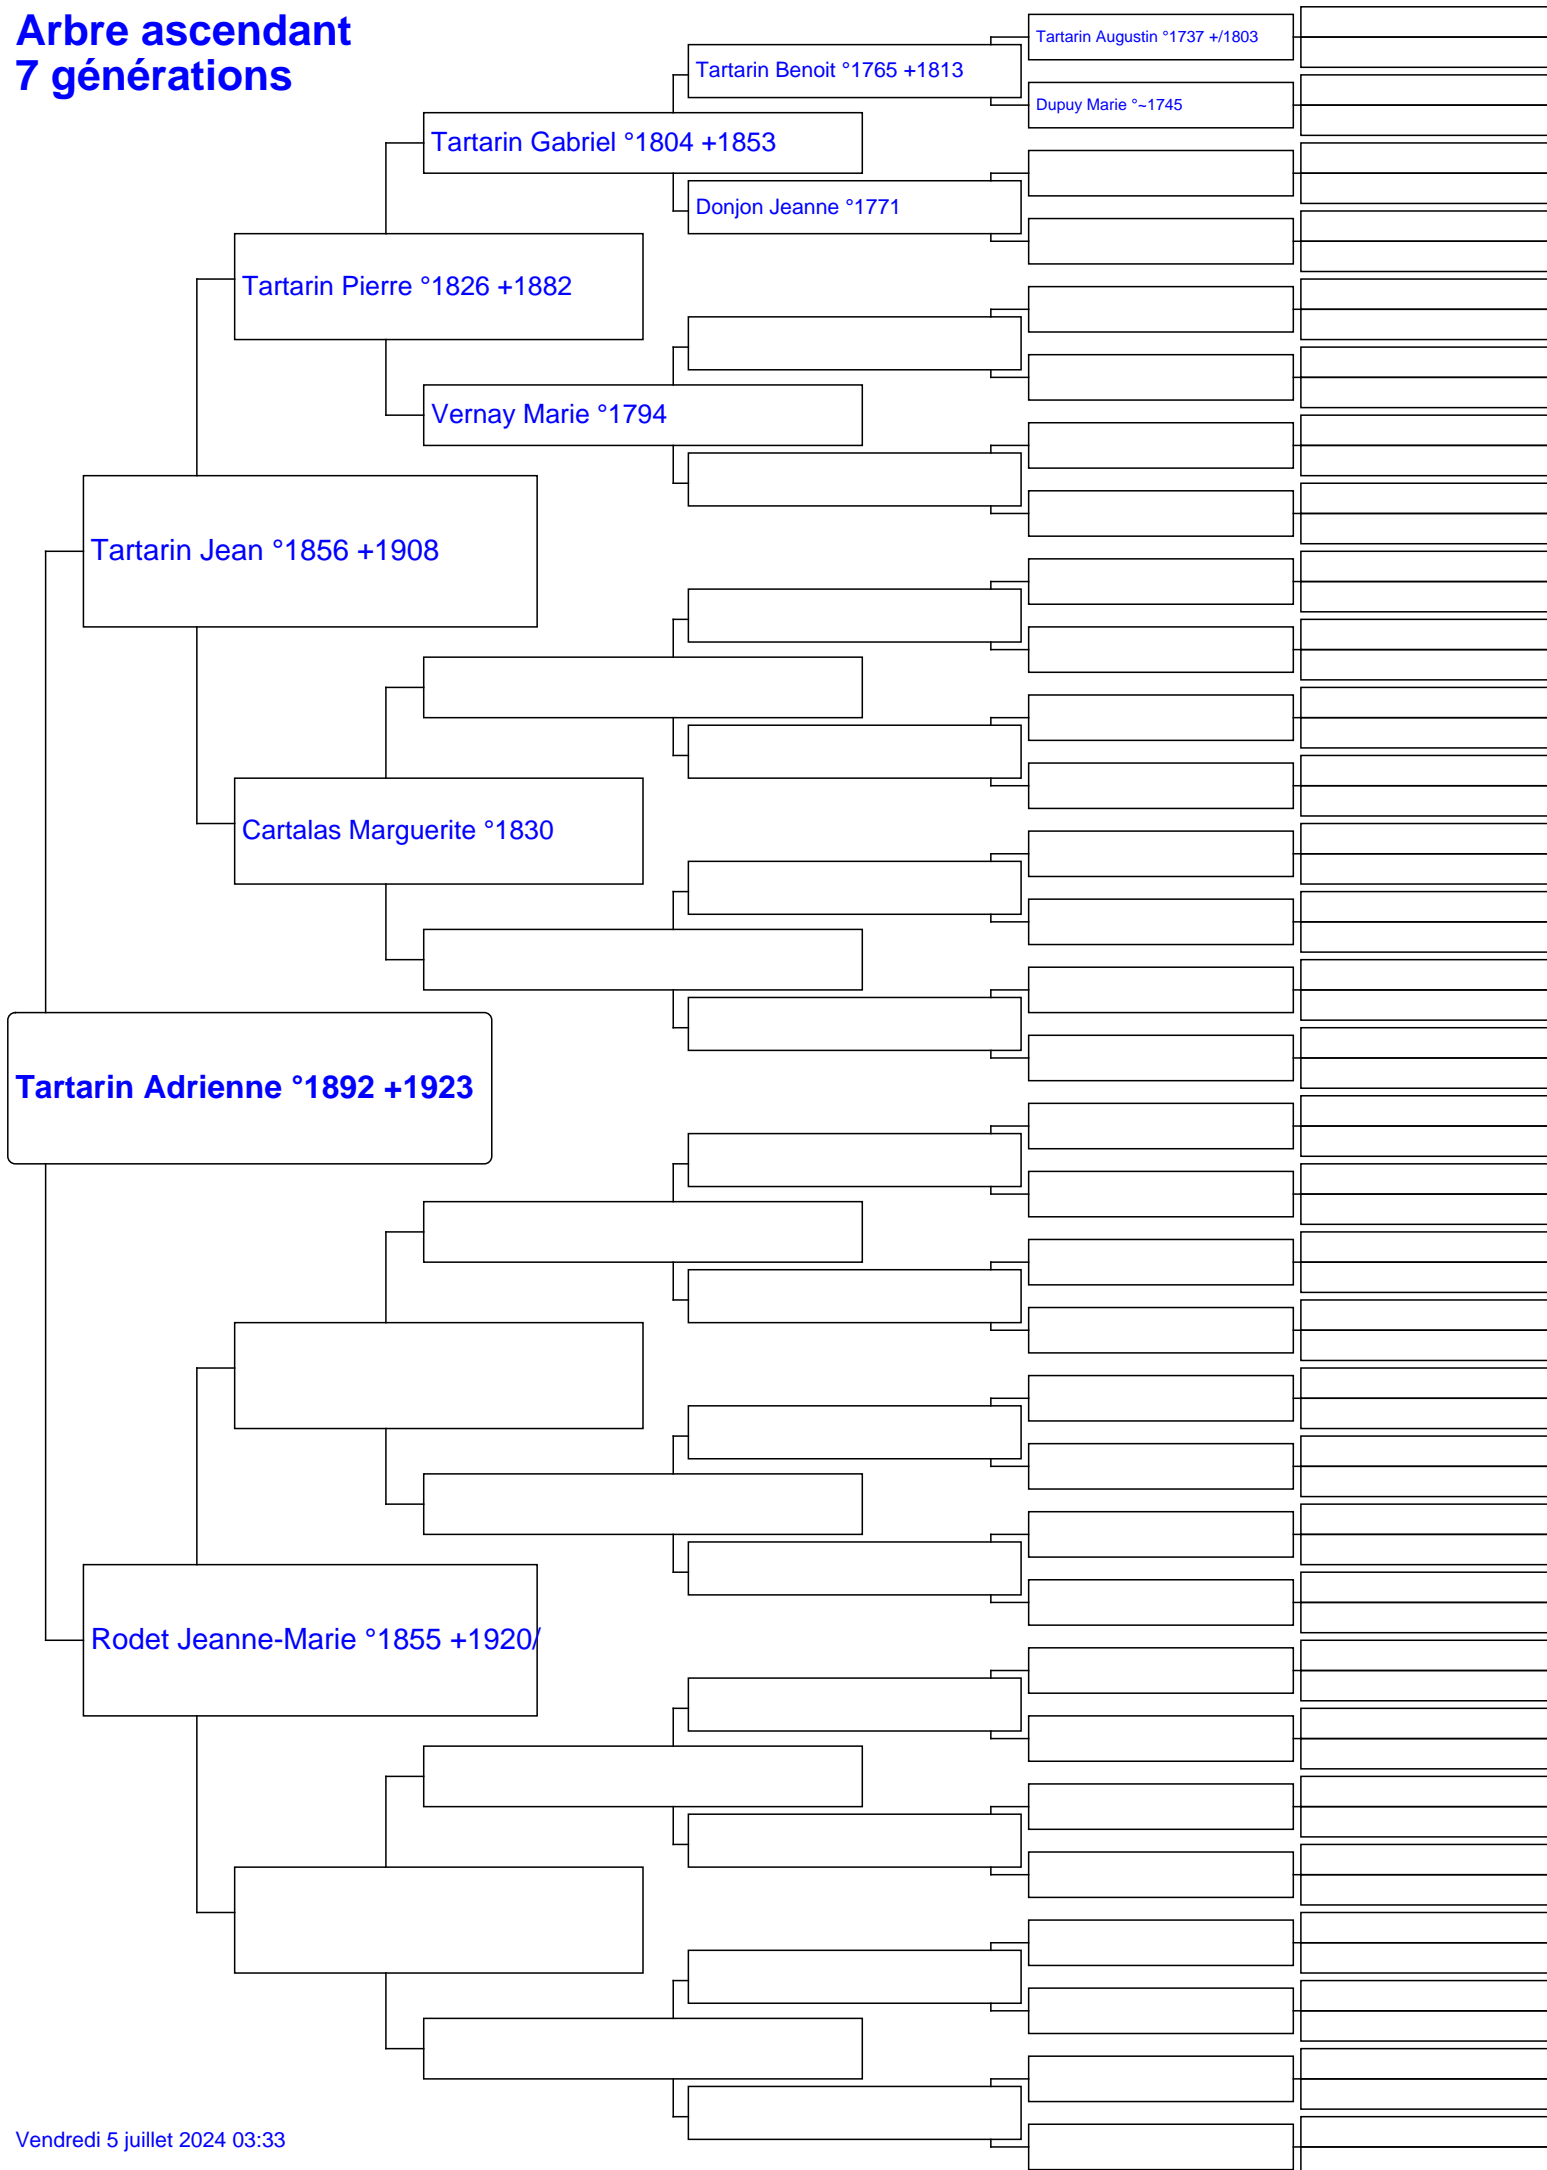 Arbre ascendant
7 générations
Tartarin Augustin °1737 +/1803
Tartarin Benoit °1765 +1813
Dupuy Marie °~1745
Tartarin Gabriel °1804 +1853
Donjon Jeanne °1771
Tartarin Pierre °1826 +1882
Vernay Marie °1794
Tartarin Jean °1856 +1908
Cartalas Marguerite °1830
Tartarin Adrienne °1892 +1923
Rodet Jeanne-Marie °1855 +1920/
Vendredi 5 juillet 2024 03:33